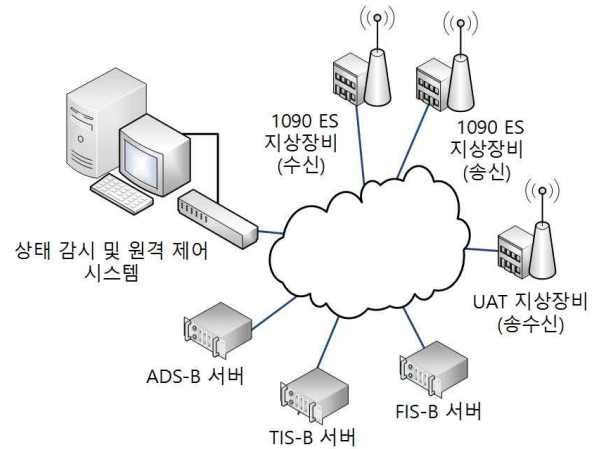 1090 ES
지상장비
(수신)
1090 ES
지상장비
(송신)
상태 감시 및 원격 제어
시스템
UAT 지상장비
(송수신)
ADS-B 서버
TIS-B 서버
FIS-B 서버